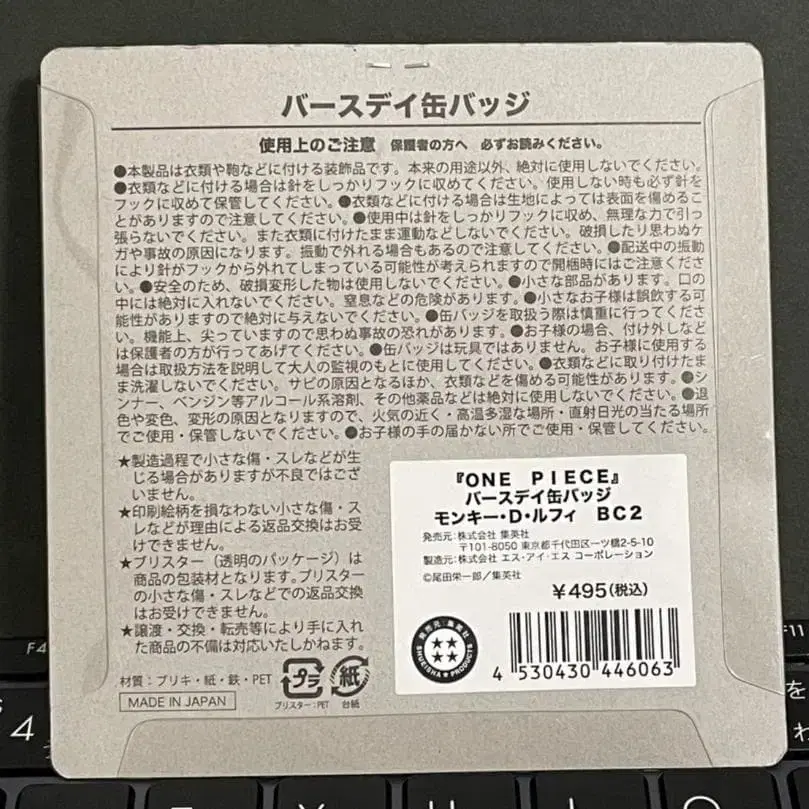 バースデイ缶バッジ
使用上のご注意 保護者の方へ 必ずお読みください。
●本製品は衣類や鞄などに付ける装飾品です。本来の用途以外、絶対に使用しないでください。
●衣類などに付ける場合は針をしっかりフックに収めてください。使用しない時も必ず針を
フックに収めて保管してください。●衣類などに付ける場合は生地によっては表面を傷めるこ
とがありますので注意してください。●使用中は針をしっかりフックに収め、無理な力で引っ
張らないでください。また衣類に付けたまま運動などしないでください。破損したり思わぬケ
ガや事故の原因になります。振動で外れる場合もあるので注意してください。●配送中の振動
により針がフックから外れてしまっている可能性が考えられますので開梱時にはご注意くださ
い。●安全のため、破損変形した物は使用しないでください。●小さな部品があります。口の
中には絶対に入れないでください。窒息などの危険があります。●小さなお子様は誤飲する可
能性がありますので絶対に与えないでください。●缶バッジを取扱う際は慎重に行ってくださ
い。機能上、尖っていますので思わぬ事故の恐れがあります。●お子様の場合、付け外しなど
は保護者の方が行ってあげてください。●缶バッジは玩具ではありません。お子様に使用する
場合は取扱方法を説明して大人の監視のもとに使用してください。●衣類などに取り付けたま
ま洗濯しないでください。サビの原因となるほか、衣類などを傷める可能性があります。●シ
ンナー、ベンジン等アルコール系溶剤、その他薬品などは絶対に使用しないでください。●退
色や変色、変形の原因となりますので、火気の近く・高温多湿な場所・直射日光の当たる場所
でご使用・保管しないでください。●お子様の手の届かない所でご使用・保管してください。
★製造過程で小さな傷・スレなどが生
じる場合がありますが不良ではござ
いません。
★印刷絵柄を損なわない小さな傷・ス
レなどが理由による返品交換はお受
けできません。
★ブリスター（透明のパッケージ）は
商品の包装材となります。ブリスター
の小さな傷・スレなどでの返品交換
はお受けできません。
★譲渡・交換・転売等により手に入れ
た商品の不備は対応いたしかねます。
材質：ブリキ・紙・鉄・PET
MADE IN JAPAN
プラ
ブリスター：PET
紙
台紙
『ONE PIECE』
バースデイ缶バッジ
モンキー・D・ルフィ BC2
発売元：株式会社 集英社
〒101-8050 東京都千代田区一ツ橋2-5-10
製造元：株式会社 エス・アイ・エス コーポレーション
©尾田栄一郎／集英社
¥495(税込)
発売元：集英社
SHUEISHA★PRODUCTS
4 530430 446063
F4
F11
4
を